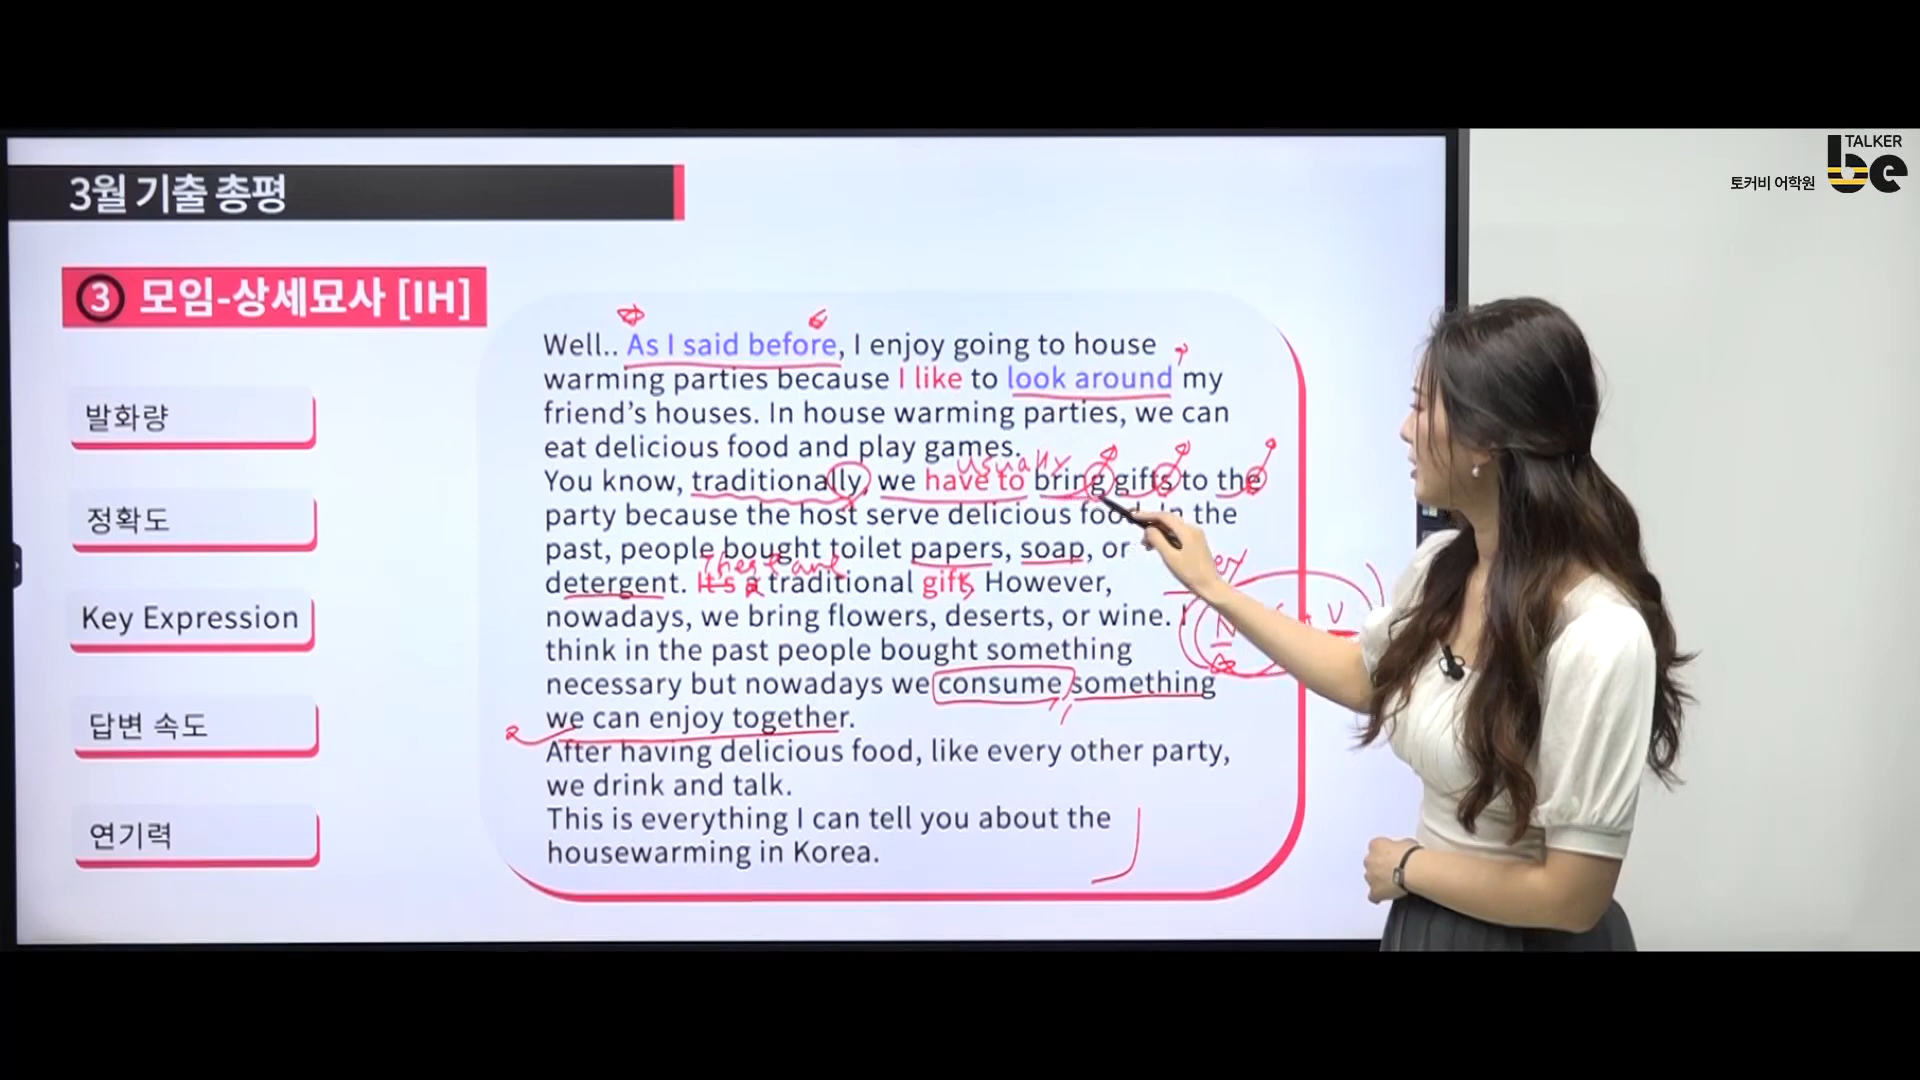 TALKER
be
토커비 어학원
3월 기출 총평
3 모임-상세묘사 [IH]
발화량
정확도
Key Expression
답변 속도
연기력
Well.. As I said before, I enjoy going to house
warming parties because I like to look around my
friend's houses. In house warming parties, we can
eat delicious food and play games.
usually
You know, traditionally, we have to bring gifts to the
party because the host serve delicious food. In the
past, people bought toilet papers, soap, or
These are
detergent. It's a traditional gifts However,
nowadays, we bring flowers, deserts, or wine. I
think in the past people bought something
necessary but nowadays we consume something
we can enjoy together.
After having delicious food, like every other party,
we drink and talk.
This is everything I can tell you about the
housewarming in Korea.
V